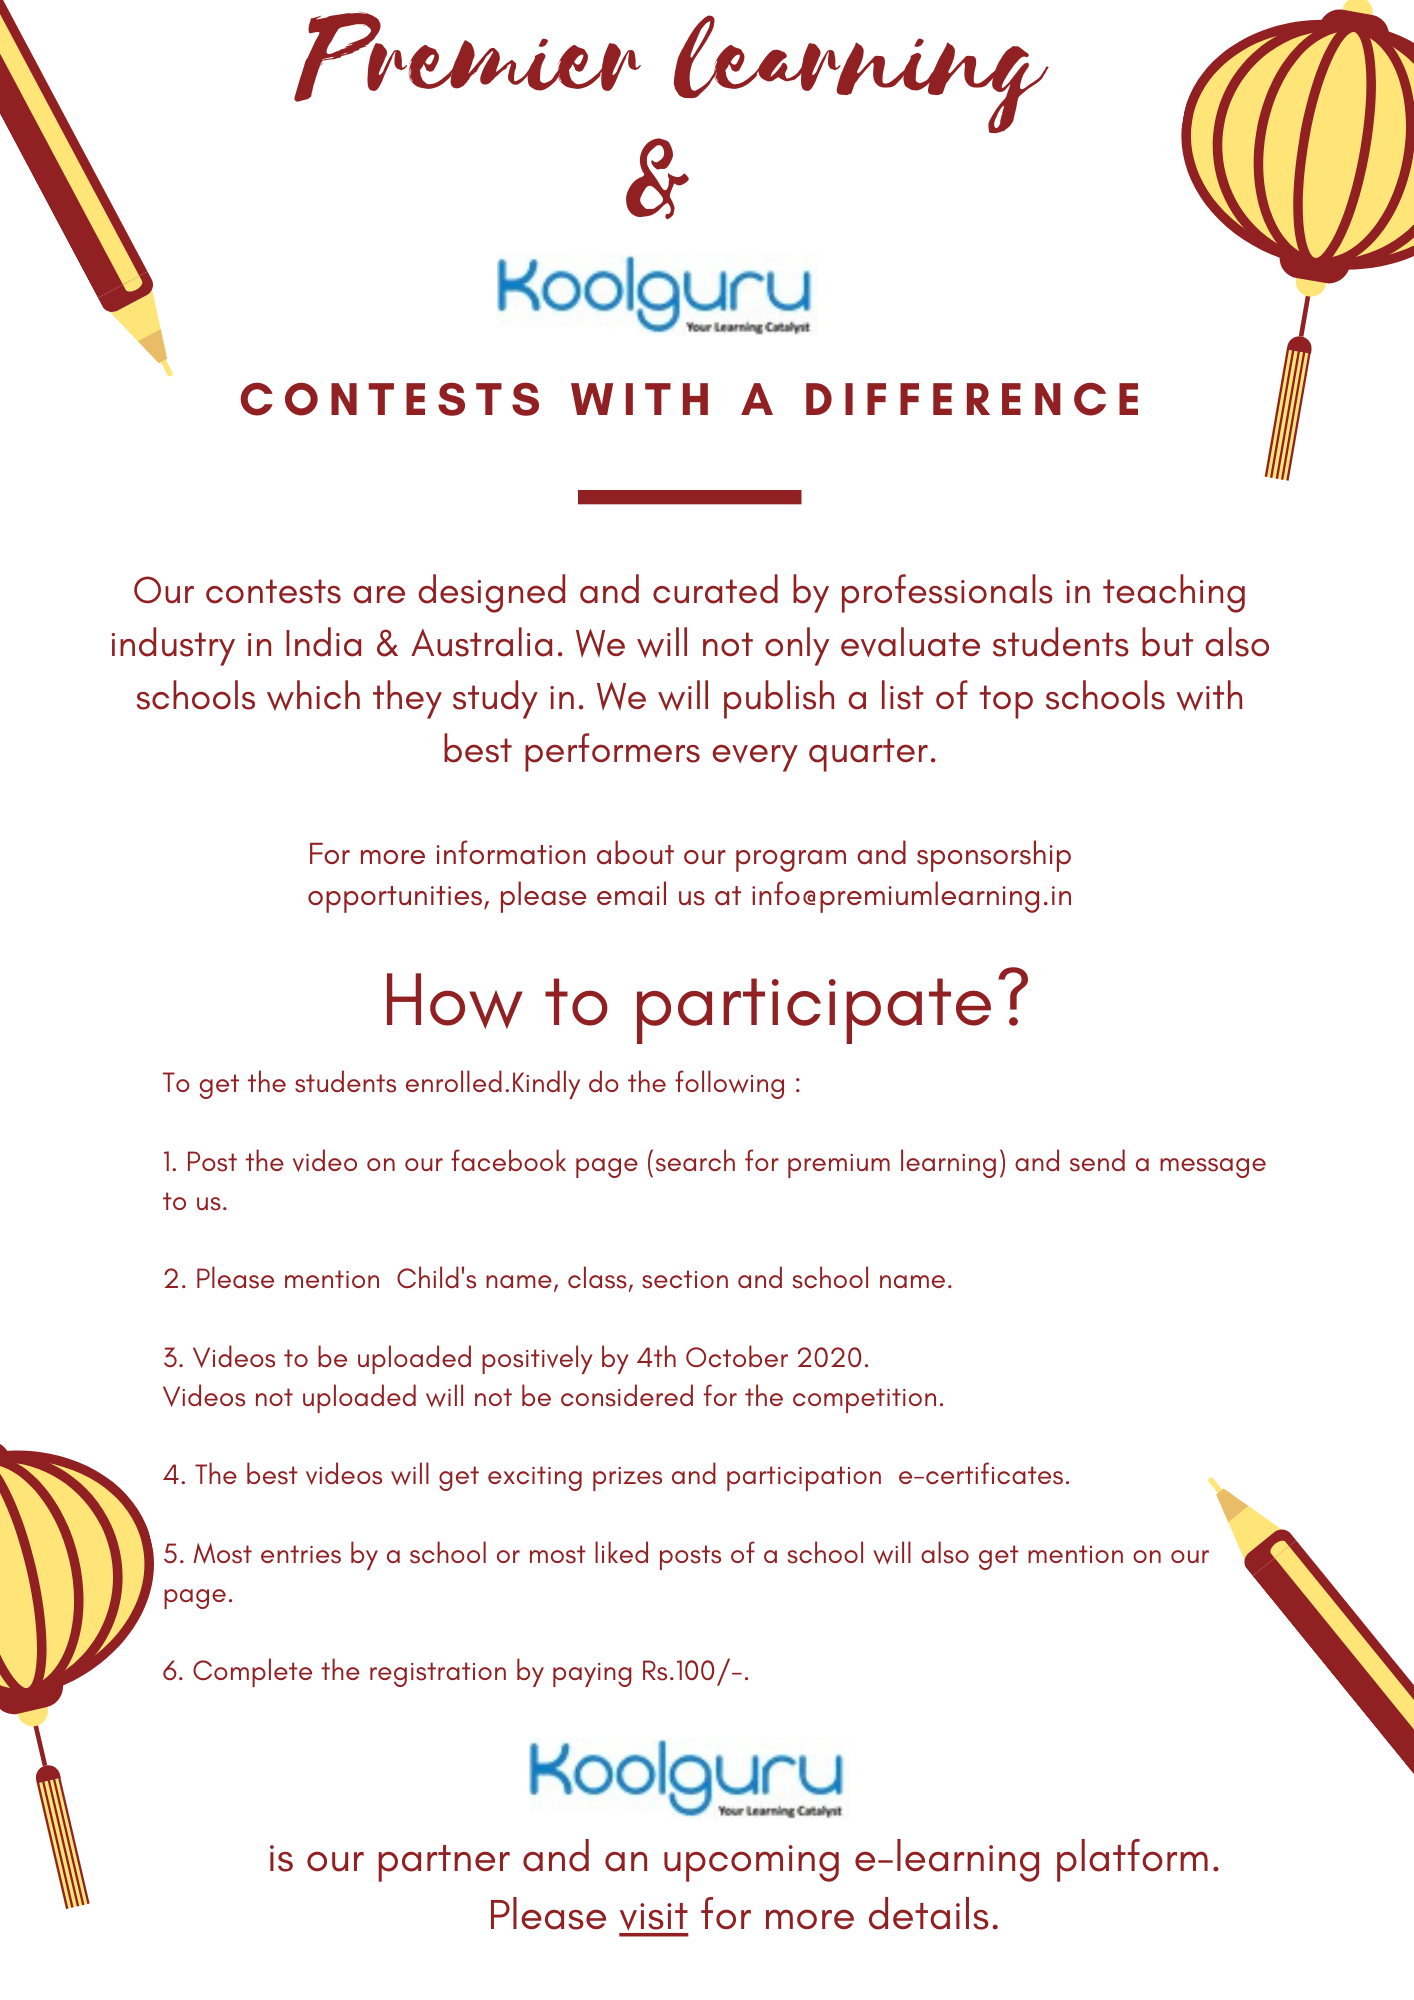 Premier learning
&
Koolguru
Your Learning Catalyst
CONTESTS WITH A DIFFERENCE
Our contests are designed and curated by professionals in teaching
industry in India & Australia. We will not only evaluate students but also
schools which they study in. We will publish a list of top schools with
best performers every quarter.
For more information about our program and sponsorship
opportunities, please email us at info@premiumlearning.in
How to participate?
To get the students enrolled.Kindly do the following :
1. Post the video on our facebook page (search for premium learning) and send a message
to us.
2. Please mention  Child's name, class, section and school name.
3. Videos to be uploaded positively by 4th October 2020.
Videos not uploaded will not be considered for the competition.
4. The best videos will get exciting prizes and participation  e-certificates.
5. Most entries by a school or most liked posts of a school will also get mention on our
page.
6. Complete the registration by paying Rs.100/-.
Koolguru
Your Learning Catalyst
is our partner and an upcoming e-learning platform.
Please visit for more details.